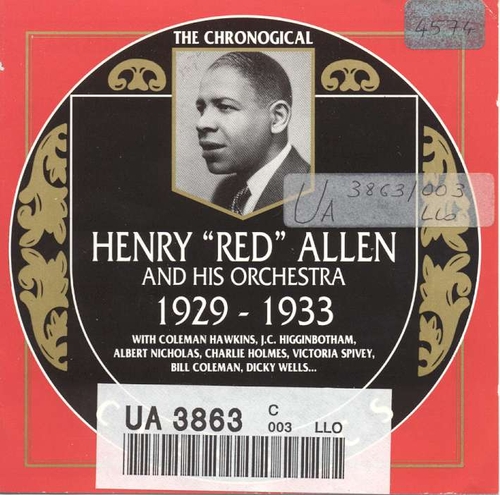 4574
THE CHRONOGICAL
UA 3863/003
Llb
HENRY “RED” ALLEN
AND HIS ORCHESTRA
1929 - 1933
WITH COLEMAN HAWKINS, J.C. HIGGINBOTHAM,
ALBERT NICHOLAS, CHARLIE HOLMES, VICTORIA SPIVEY,
BILL COLEMAN, DICKY WELLS...
C S
UA 3863 C
003 LLO